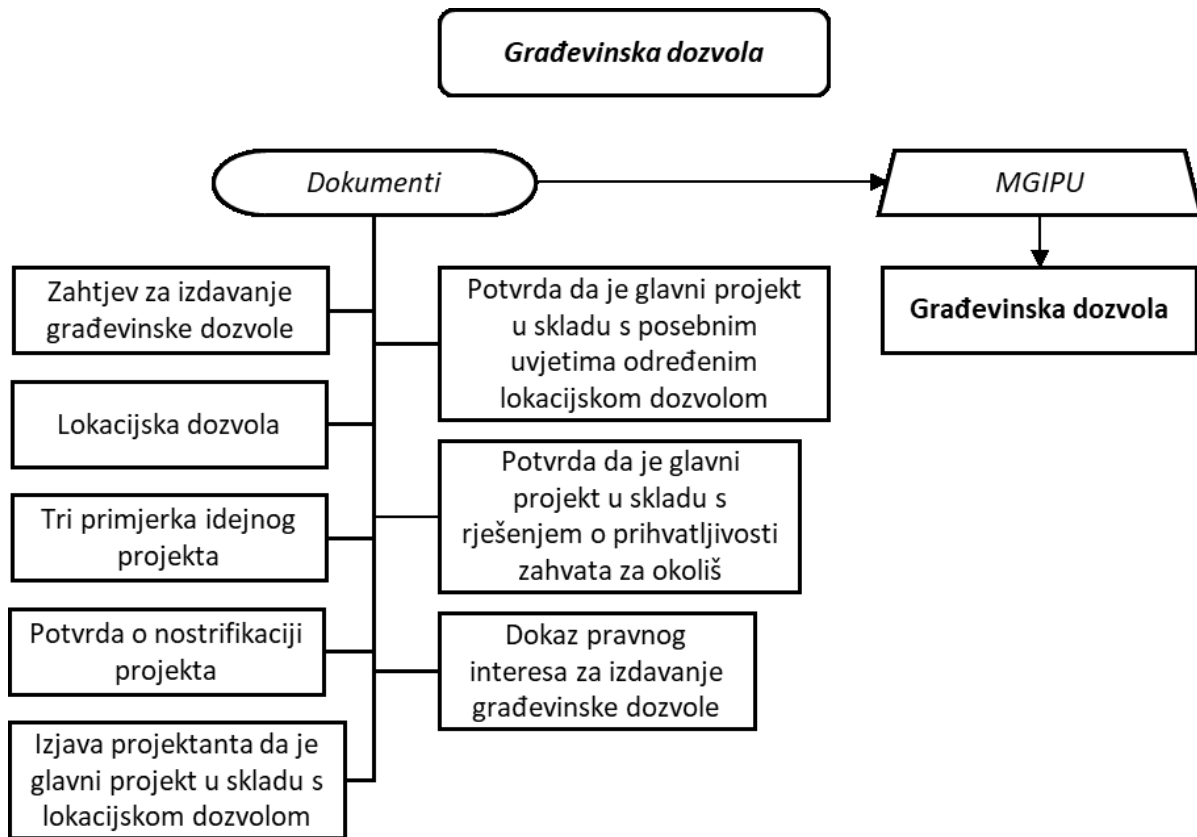 Građevinska dozvola
Dokumenti
MGIPU
Zahtjev za izdavanje
građevinske dozvole
Lokacijska dozvola
Tri primjerka idejnog
projekta
Potvrda o nostrifikaciji
projekta
Izjava projektanta da je
glavni projekt u skladu s
lokacijskom dozvolom
Potvrda da je glavni projekt
u skladu s posebnim
uvjetima određenim
lokacijskom dozvolom
Potvrda da je glavni
projekt u skladu s
rješenjem o prihvatljivosti
zahvata za okoliš
Dokaz pravnog
interesa za izdavanje
građevinske dozvole
Građevinska dozvola